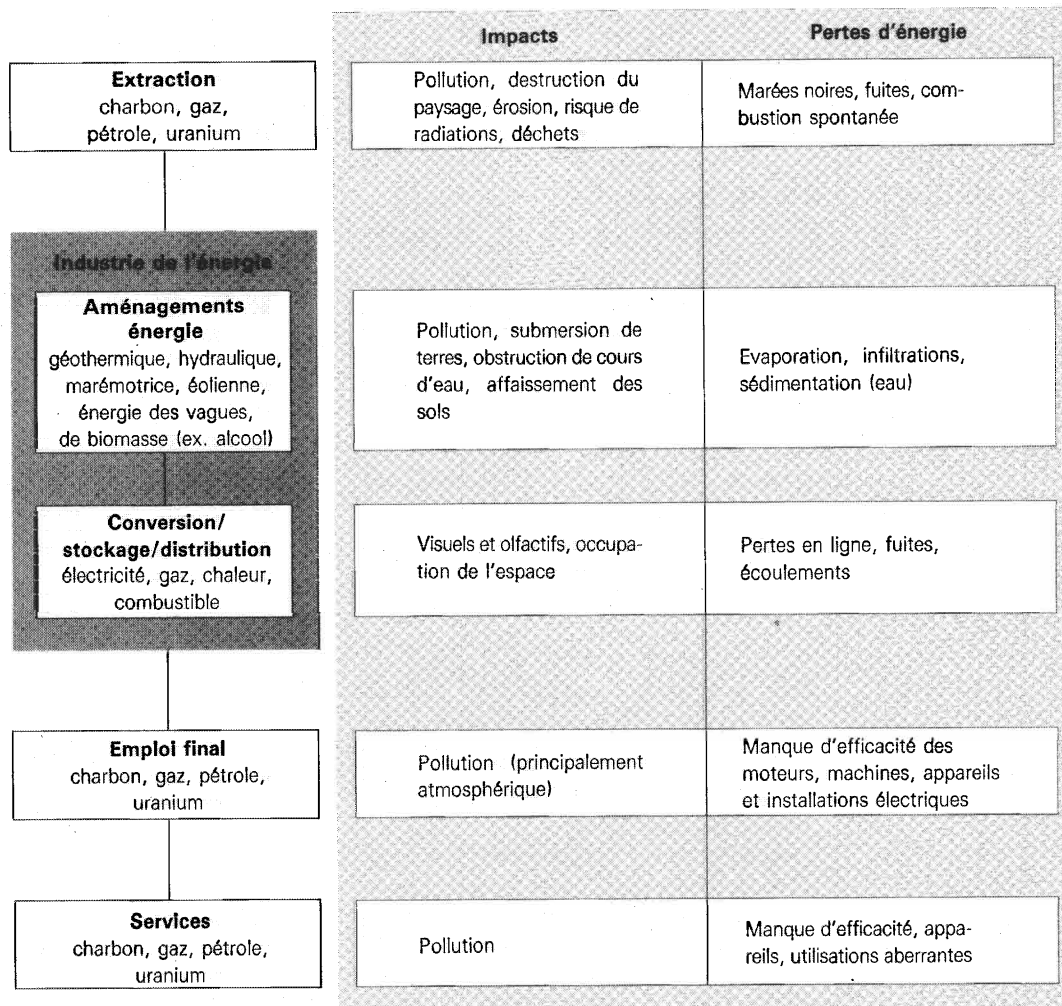 Impacts
Pertes d'énergie
Extraction
charbon, gaz,
pétrole, uranium
Pollution, destruction du
paysage, érosion, risque de
radiations, déchets
Marées noires, fuites, com-
bustion spontanée
Industrie de l'énergie
Aménagements
énergie
géothermique, hydraulique,
marémotrice, éolienne,
énergie des vagues,
de biomasse (ex. alcool)
Pollution, submersion de
terres, obstruction de cours
d'eau, affaissement des
sols
Evaporation, infiltrations,
sédimentation (eau)
Conversion/
stockage/distribution
électricité, gaz, chaleur,
combustible
Visuels et olfactifs, occupa-
tion de l'espace
Pertes en ligne, fuites,
écoulements
Emploi final
charbon, gaz, pétrole,
uranium
Pollution (principalement
atmosphérique)
Manque d'efficacité des
moteurs, machines, appareils
et installations électriques
Services
charbon, gaz, pétrole,
uranium
Pollution
Manque d'efficacité, appa-
reils, utilisations aberrantes